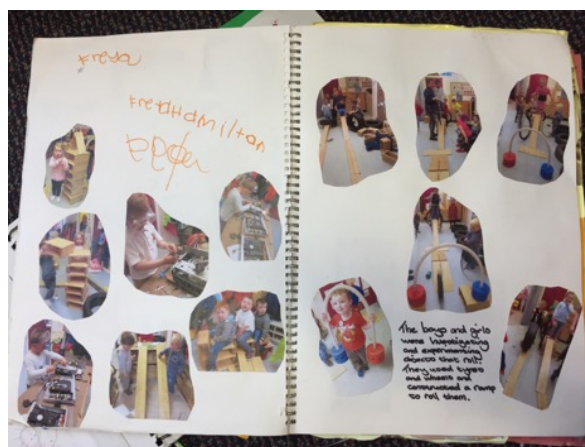 Freya
FreyaHamilton
The boys and girls
were investigating
and experimenting
objects that roll.
They used tyres
and wheels and
constructed a ramp
to roll them.